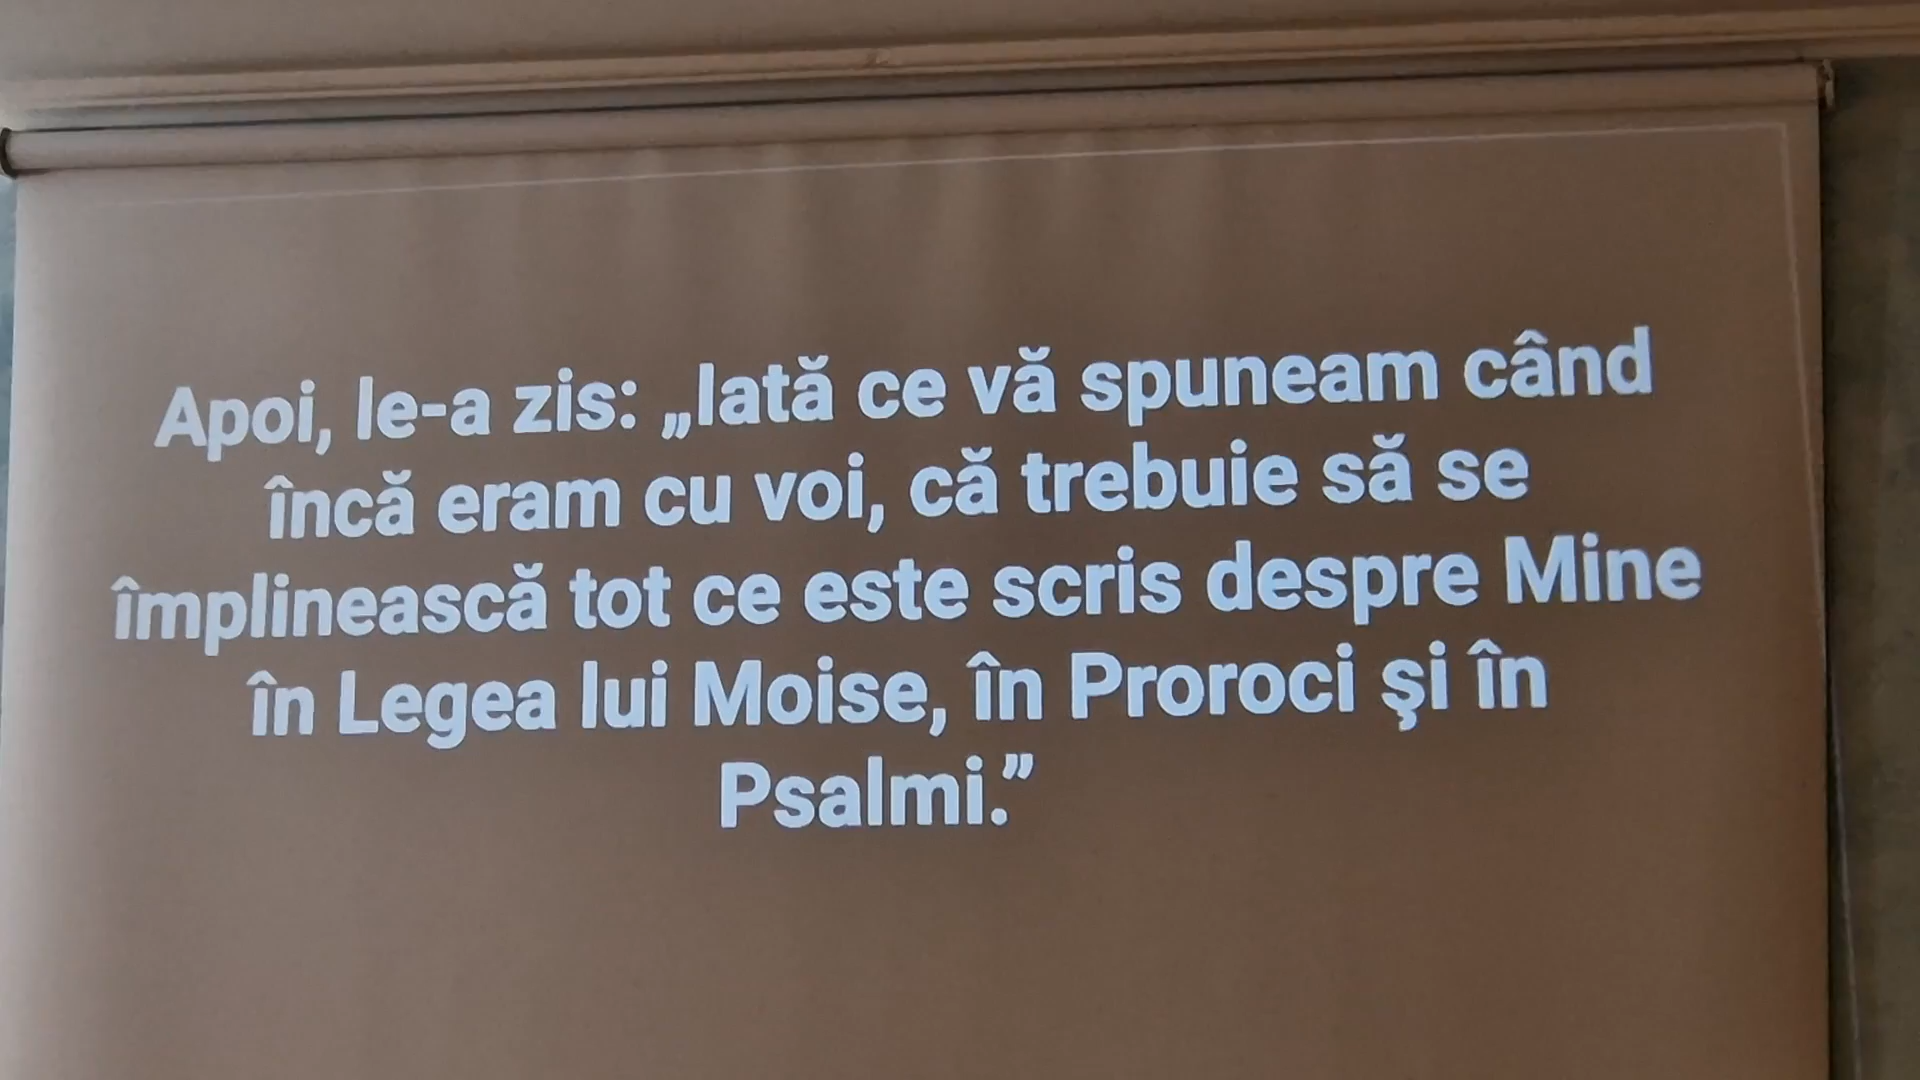 Apoi, le-a zis: „Iată ce vă spuneam când
încă eram cu voi, că trebuie să se
împlinească tot ce este scris despre Mine
în Legea lui Moise, în Proroci şi în
Psalmi.”